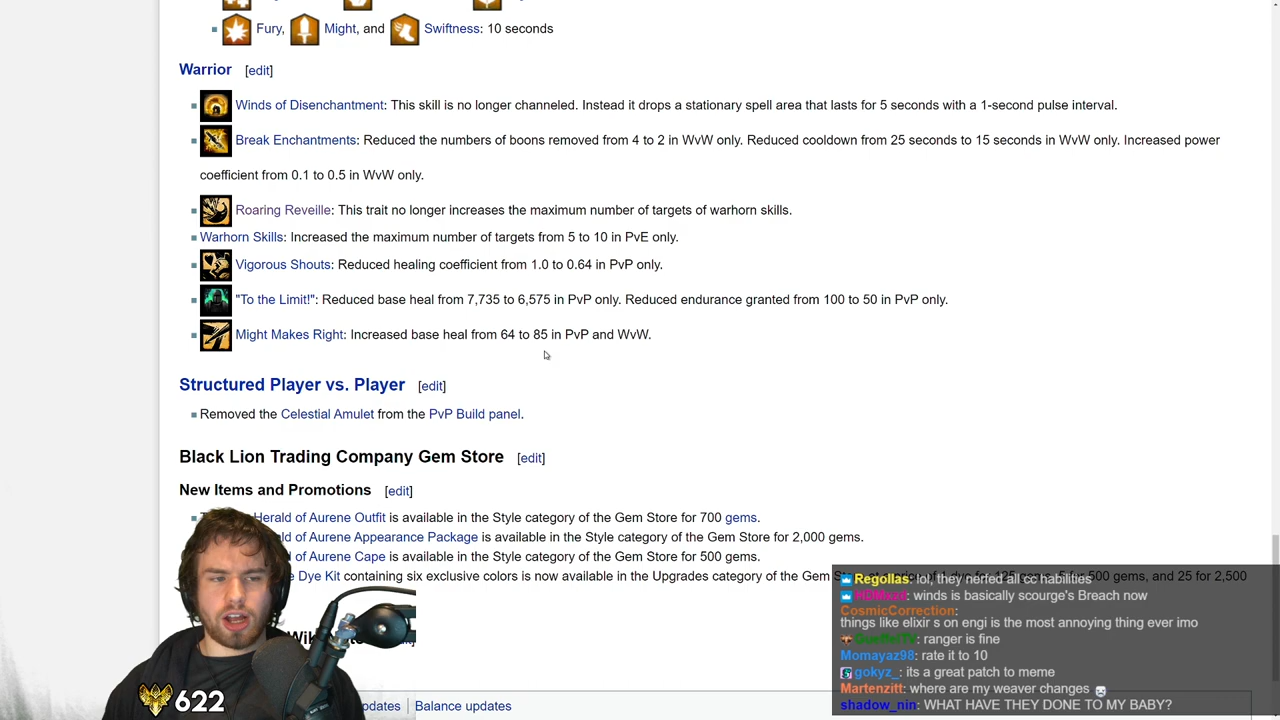 Fury, Might, and Swiftness: 10 seconds
Warrior [edit]
Winds of Disenchantment: This skill is no longer channeled. Instead it drops a stationary spell area that lasts for 5 seconds with a 1-second pulse interval.
Break Enchantments: Reduced the numbers of boons removed from 4 to 2 in WvW only. Reduced cooldown from 25 seconds to 15 seconds in WvW only. Increased power
coefficient from 0.1 to 0.5 in WvW only.
Roaring Reveille: This trait no longer increases the maximum number of targets of warhorn skills.
Warhorn Skills: Increased the maximum number of targets from 5 to 10 in PvE only.
Vigorous Shouts: Reduced healing coefficient from 1.0 to 0.64 in PvP only.
"To the Limit!": Reduced base heal from 7,735 to 6,575 in PvP only. Reduced endurance granted from 100 to 50 in PvP only.
Might Makes Right: Increased base heal from 64 to 85 in PvP and WvW.
Structured Player vs. Player [edit]
Removed the Celestial Amulet from the PvP Build panel.
Black Lion Trading Company Gem Store [edit]
New Items and Promotions [edit]
Herald of Aurene Outfit is available in the Style category of the Gem Store for 700 gems.
ld of Aurene Appearance Package is available in the Style category of the Gem Store for 2,000 gems.
ld of Aurene Cape is available in the Style category of the Gem Store for 500 gems.
e Dye Kit containing six exclusive colors is now available in the Upgrades category of the Gem 500 gems, and 25 for 2,500
Regollas: lol, they nerfed all cc
winds is basically scourge's Breach now
CosmicCorrection:
things like elixir s on engi is the most annoying thing ever imo
ranger is fine
Momayaz98: rate it to 10
gokyz_: its a great patch to meme
Martenzitt: where are my weaver changes
shadow_nin: WHAT HAVE THEY DONE TO MY BABY?
622
pdates | Balance updates